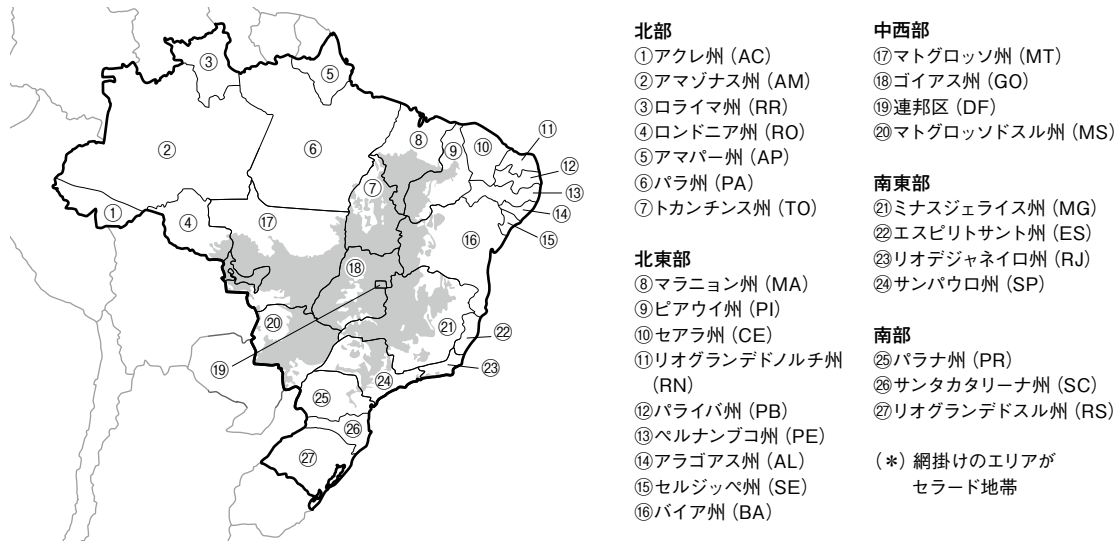 ③
⑤
②
⑥
⑧
⑨
⑩
⑪
⑫
⑬
⑭
⑮
⑦
①
④
⑰
⑯
⑱
⑳
㉑
㉒
⑲
㉔
㉓
㉕
㉖
㉗
北部
①アクレ州（AC）
②アマゾナス州（AM）
③ロライマ州（RR）
④ロンドニア州（RO）
⑤アマパー州（AP）
⑥パラ州（PA）
⑦トカンチンス州（TO）
北東部
⑧マラニョン州（MA）
⑨ピアウイ州（PI）
⑩セアラ州（CE）
⑪リオグランデドノルチ州
（RN）
⑫パライバ州（PB）
⑬ペルナンブコ州（PE）
⑭アラゴアス州（AL）
⑮セルジッペ州（SE）
⑯バイア州（BA）
中西部
⑰マトグロッソ州（MT）
⑱ゴイアス州（GO）
⑲連邦区（DF）
⑳マトグロッソドスル州（MS）
南東部
㉑ミナスジェライス州（MG）
㉒エスピリトサント州（ES）
㉓リオデジャネイロ州（RJ）
㉔サンパウロ州（SP）
南部
㉕パラナ州（PR）
㉖サンタカタリーナ州（SC）
㉗リオグランデドスル州（RS）
（＊）網掛けのエリアが
セラード地帯